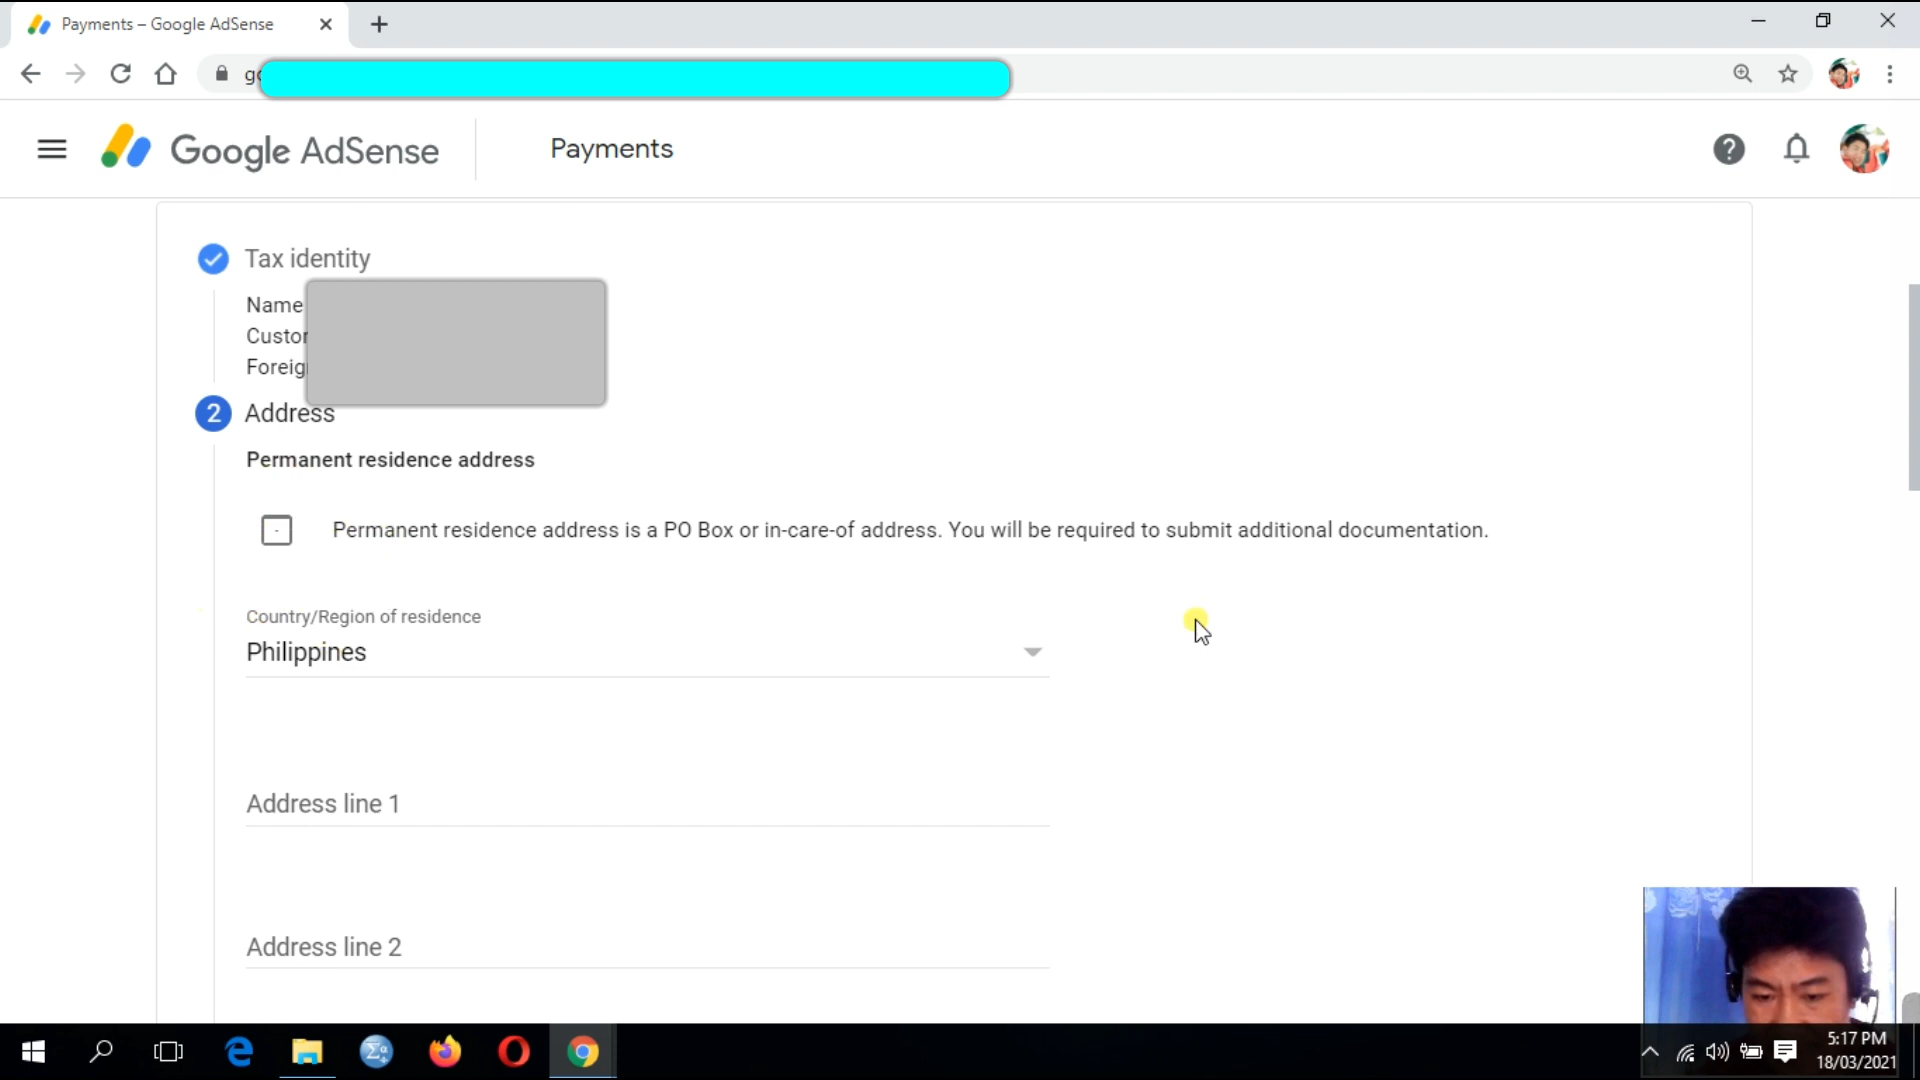 Payments – Google AdSense
Google AdSense
Payments
Tax identity
Name
2 Address
Permanent residence address
Permanent residence address is a PO Box or in-care-of address. You will be required to submit additional documentation.
Country/Region of residence
Philippines
Address line 1
Address line 2
5:17 PM
18/03/2021